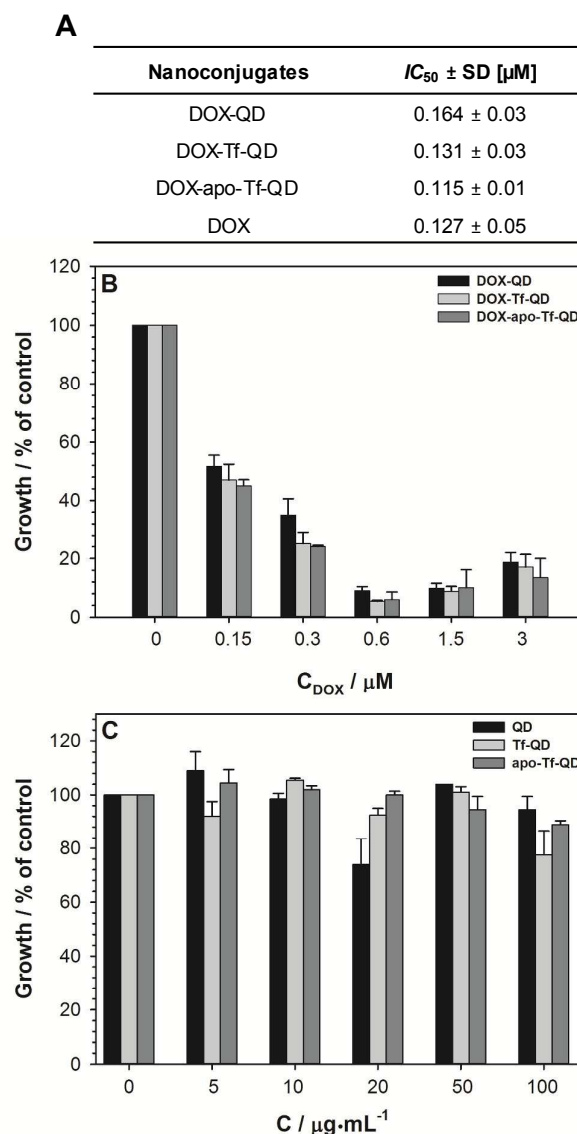 A
Nanoconjugates IC50 ± SD [µM]
DOX-QD 0.164 ± 0.03
DOX-Tf-QD 0.131 ± 0.03
DOX-apo-Tf-QD 0.115 ± 0.01
DOX 0.127 ± 0.05
B
DOX-QD
DOX-Tf-QD
DOX-apo-Tf-QD
120
100
80
60
40
20
0
Growth / % of control
0 0.15 0.3 0.6 1.5 3
CDOX / µM
C
QD
Tf-QD
apo-Tf-QD
120
100
80
60
40
20
0
Growth / % of control
0 5 10 20 50 100
C / µg·mL-1